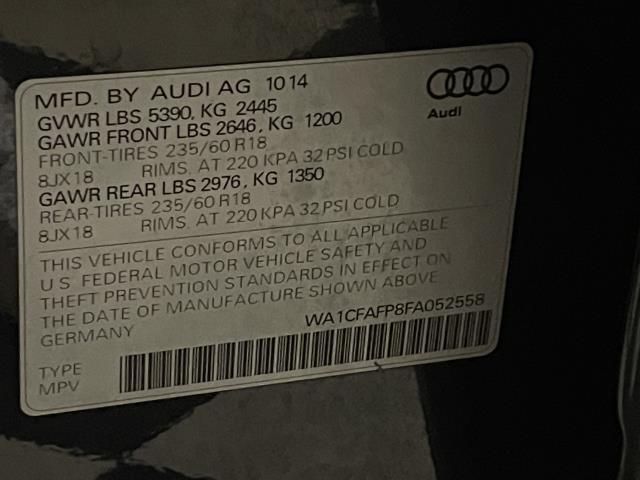 MFD. BY AUDI AG 10 14
GVWR LBS 5390, KG 2445
GAWR FRONT LBS 2646, KG 1200
FRONT-TIRES 235/60 R18
8JX18 RIMS. AT 220 KPA 32 PSI COLD
GAWR REAR LBS 2976, KG 1350
REAR-TIRES 235/60 R18
8JX18 RIMS. AT 220 KPA 32 PSI COLD
Audi
THIS VEHICLE CONFORMS TO ALL APPLICABLE
U S FEDERAL MOTOR VEHICLE SAFETY AND
THEFT PREVENTION STANDARDS IN EFFECT ON
THE DATE OF MANUFACTURE SHOWN ABOVE
GERMANY
WA1CFAFP8FA052558
TYPE
MPV